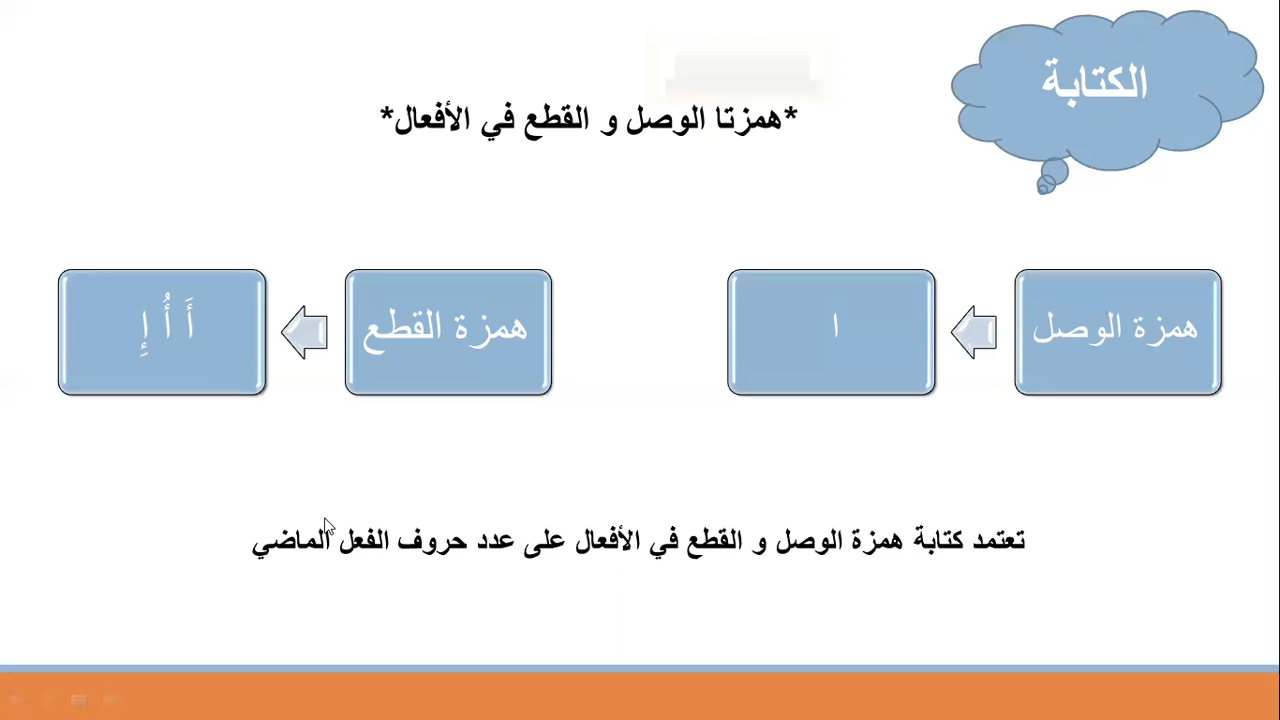 الكتابة
*همزتا الوصل و القطع في الأفعال*
همزة الوصل
ا
همزة القطع
أَ أُ إِ
تعتمد كتابة همزة الوصل و القطع في الأفعال على عدد حروف الفعل الماضي